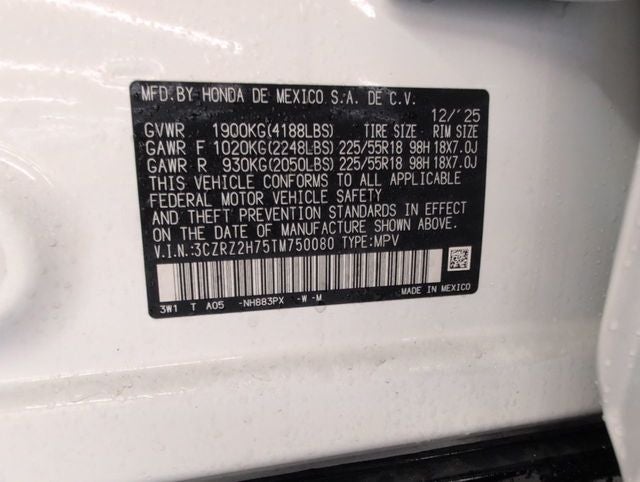 MFD.BY HONDA DE MEXICO S.A. DE C.V.
12/'25
GVWR 1900KG(4188LBS) TIRE SIZE RIM SIZE
GAWR F 1020KG(2248LBS) 225/55R18 98H 18X7.0J
GAWR R 930KG(2050LBS) 225/55R18 98H 18X7.0J
THIS VEHICLE CONFORMS TO ALL APPLICABLE
FEDERAL MOTOR VEHICLE SAFETY
AND THEFT PREVENTION STANDARDS IN EFFECT
ON THE DATE OF MANUFACTURE SHOWN ABOVE.
V.I.N.:3CZRZ2H75TM750080 TYPE:MPV
3W1 T A05 -NH883PX -W -M
MADE IN MEXICO